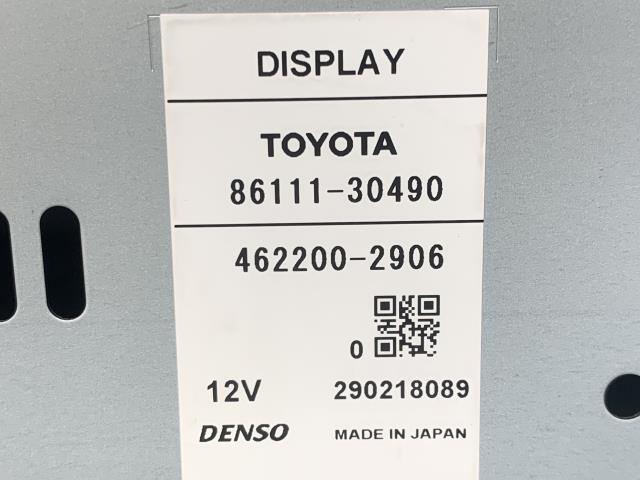 DISPLAY
TOYOTA
86111-30490
462200-2906
0
12V 290218089
DENSO MADE IN JAPAN